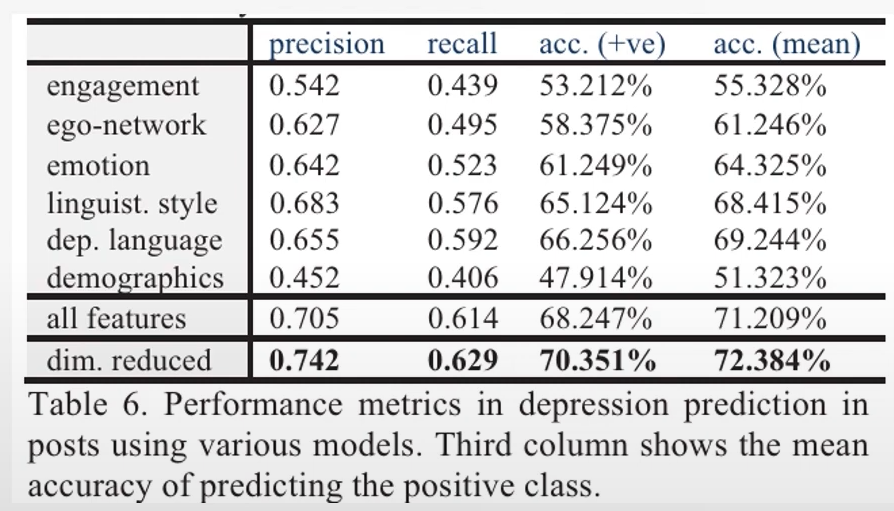 precision recall acc. (+ve) acc. (mean)
engagement 0.542 0.439 53.212% 55.328%
ego-network 0.627 0.495 58.375% 61.246%
emotion 0.642 0.523 61.249% 64.325%
linguist. style 0.683 0.576 65.124% 68.415%
dep. language 0.655 0.592 66.256% 69.244%
demographics 0.452 0.406 47.914% 51.323%
all features 0.705 0.614 68.247% 71.209%
dim. reduced 0.742 0.629 70.351% 72.384%
Table 6. Performance metrics in depression prediction in
posts using various models. Third column shows the mean
accuracy of predicting the positive class.